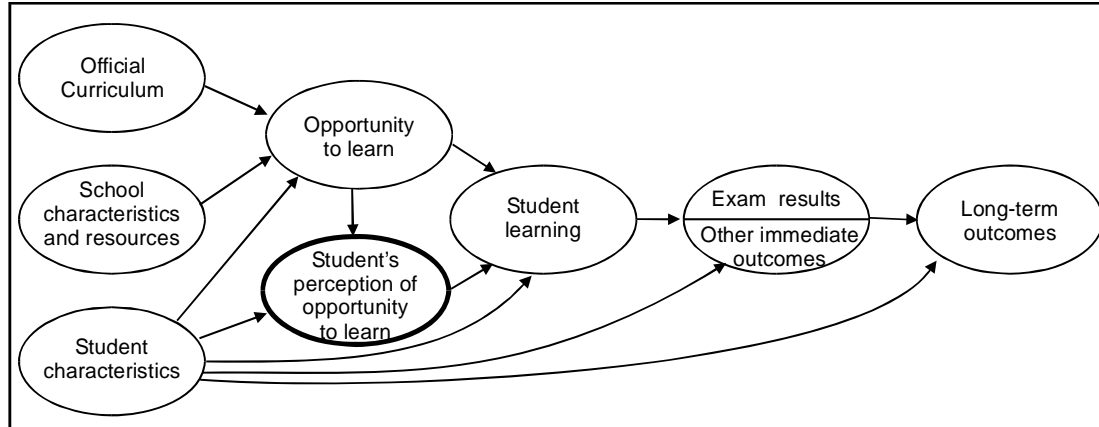 Official
Curriculum
Opportunity
to learn
School
characteristics
and resources
Student's
perception of
opportunity
to learn
Student
characteristics
Student
learning
Exam results
Other immediate
outcomes
Long-term
outcomes